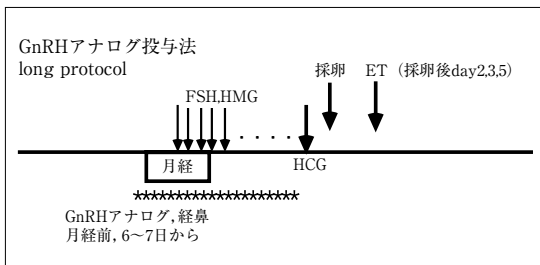 GnRHアナログ投与法
long protocol
採卵 ET (採卵後day2,3,5)
FSH,HMG
・・・・
月経
HCG
*******************
GnRHアナログ,経鼻
月経前,6〜7日から